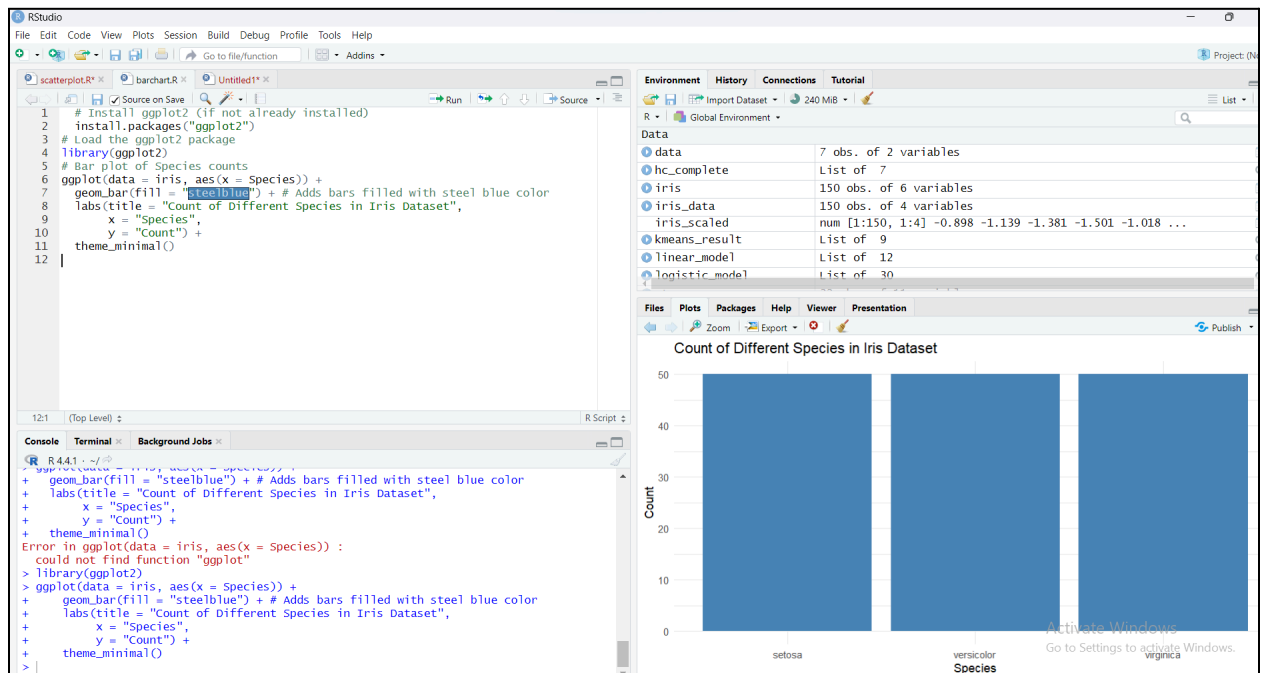 RStudio
File Edit Code View Plots Session Build Debug Profile Tools Help
Go to file/function Addins Project: (No
scatterplot.R* barchart.R Untitled1*
Source on Save Run Source
1 # Install ggplot2 (if not already installed)
2 install.packages("ggplot2")
3 # Load the ggplot2 package
4 library(ggplot2)
5 # Bar plot of Species counts
6 ggplot(data = iris, aes(x = Species)) +
7 geom_bar(fill = "steelblue") + # Adds bars filled with steel blue color
8 labs(title = "Count of Different Species in Iris Dataset",
9 x = "Species",
10 y = "Count") +
11 theme_minimal()
12
12:1 (Top Level) R Script
Console Terminal Background Jobs
R 4.4.1 · ~/
> ggplot(data = iris, aes(x = Species)) +
+ geom_bar(fill = "steelblue") + # Adds bars filled with steel blue color
+ labs(title = "Count of Different Species in Iris Dataset",
+ x = "Species",
+ y = "Count") +
+ theme_minimal()
Error in ggplot(data = iris, aes(x = Species)) :
could not find function "ggplot"
> library(ggplot2)
> ggplot(data = iris, aes(x = Species)) +
+ geom_bar(fill = "steelblue") + # Adds bars filled with steel blue color
+ labs(title = "Count of Different Species in Iris Dataset",
+ x = "Species",
+ y = "Count") +
+ theme_minimal()
>
Environment History Connections Tutorial
Import Dataset 240 MiB List
R Global Environment
Data
data 7 obs. of 2 variables
hc_complete List of 7
iris 150 obs. of 6 variables
iris_data 150 obs. of 4 variables
iris_scaled num [1:150, 1:4] -0.898 -1.139 -1.381 -1.501 -1.018 ...
kmeans_result List of 9
linear_model List of 12
logistic_model List of 30
Files Plots Packages Help Viewer Presentation
Zoom Export Publish
Count of Different Species in Iris Dataset
50
40
30
20
10
0
Count
setosa versicolor virginica
Species
Activate Windows
Go to Settings to activate Windows.